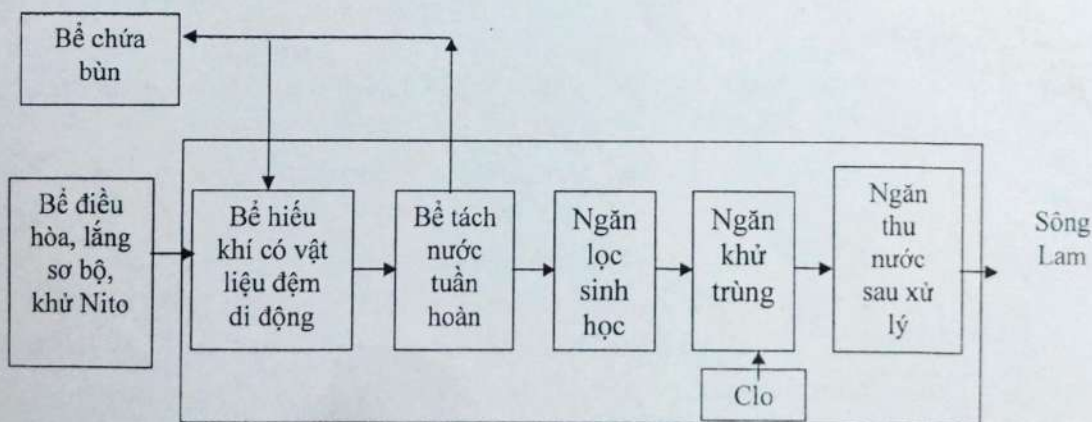 Bể chứa
bùn
Bể điều
hòa, lắng
sơ bộ,
khử Nito
Bể hiếu
khí có vật
liệu đệm
di động
Bể tách
nước
tuần
hoàn
Ngăn
lọc
sinh
học
Ngăn
khử
trùng
Ngăn
thu
nước
sau xử
lý
Sông
Lam
Clo